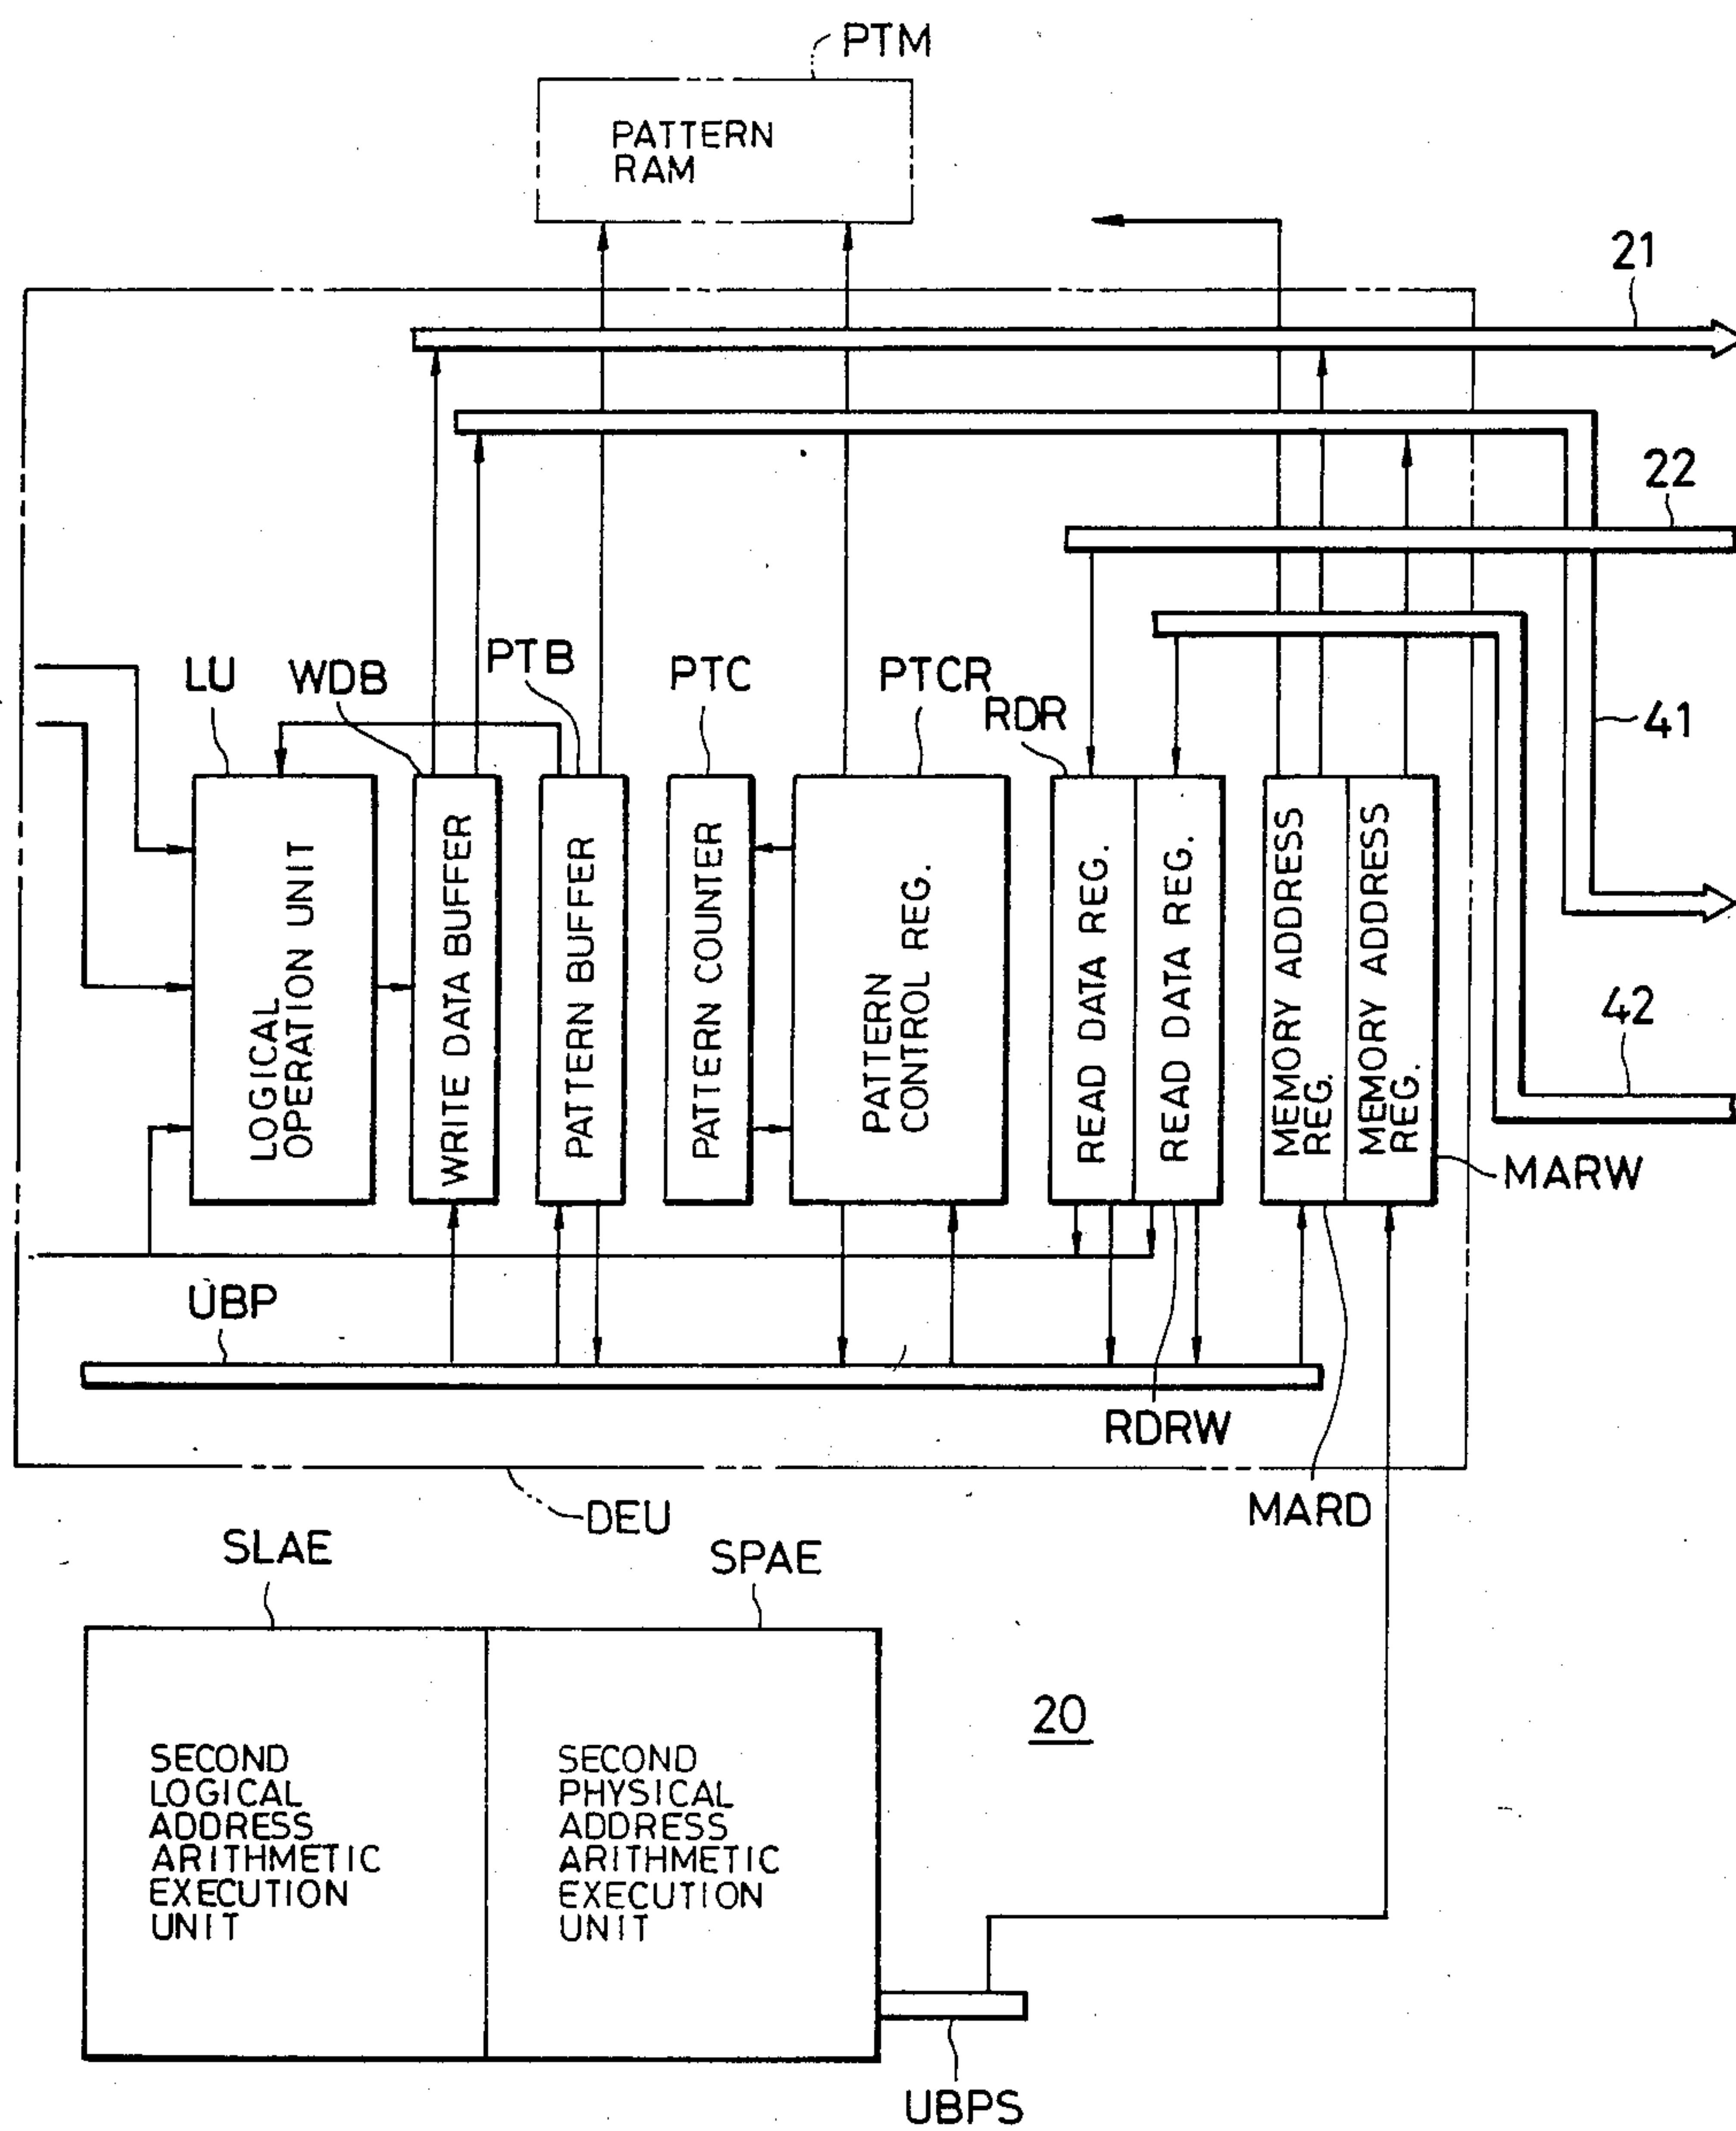 PTM
PATTERN
RAM
21
22
LU
WDB
PTB
PTC
PTCR
RDR
41
LOGICAL
OPERATION UNIT
WRITE DATA BUFFER
PATTERN BUFFER
PATTERN COUNTER
PATTERN
CONTROL REG.
READ DATA REG.
READ DATA REG.
MEMORY ADDRESS
REG.
MEMORY ADDRESS
REG.
42
MARW
UBP
RDRW
MARD
DEU
SLAE
SPAE
SECOND
LOGICAL
ADDRESS
ARITHMETIC
EXECUTION
UNIT
SECOND
PHYSICAL
ADDRESS
ARITHMETIC
EXECUTION
UNIT
20
UBPS